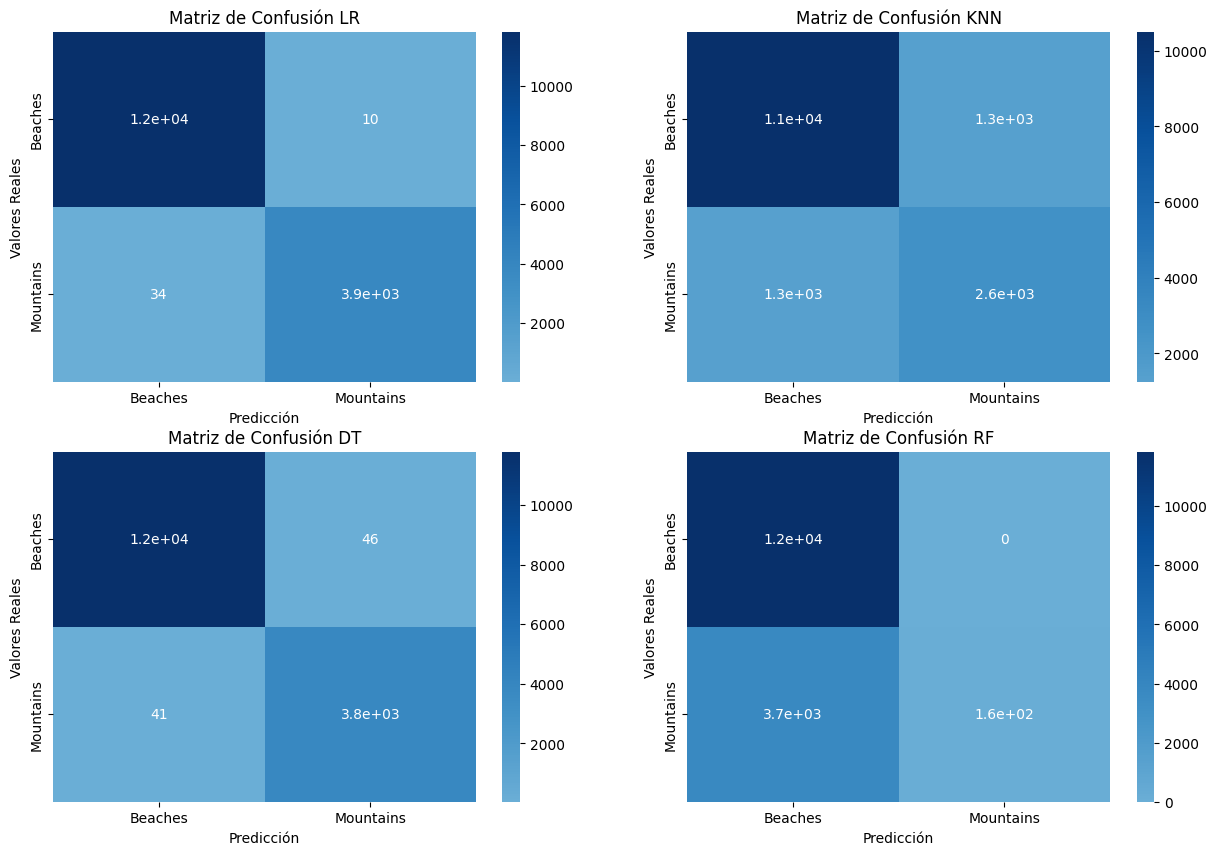 Matriz de Confusión LR
Valores Reales
Beaches
Mountains
1.2e+04
10
34
3.9e+03
Beaches
Mountains
Predicción
10000
8000
6000
4000
2000
Matriz de Confusión KNN
Valores Reales
Beaches
Mountains
1.1e+04
1.3e+03
1.3e+03
2.6e+03
Beaches
Mountains
Predicción
10000
8000
6000
4000
2000
Matriz de Confusión DT
Valores Reales
Beaches
Mountains
1.2e+04
46
41
3.8e+03
Beaches
Mountains
Predicción
10000
8000
6000
4000
2000
Matriz de Confusión RF
Valores Reales
Beaches
Mountains
1.2e+04
0
3.7e+03
1.6e+02
Beaches
Mountains
Predicción
10000
8000
6000
4000
2000
0